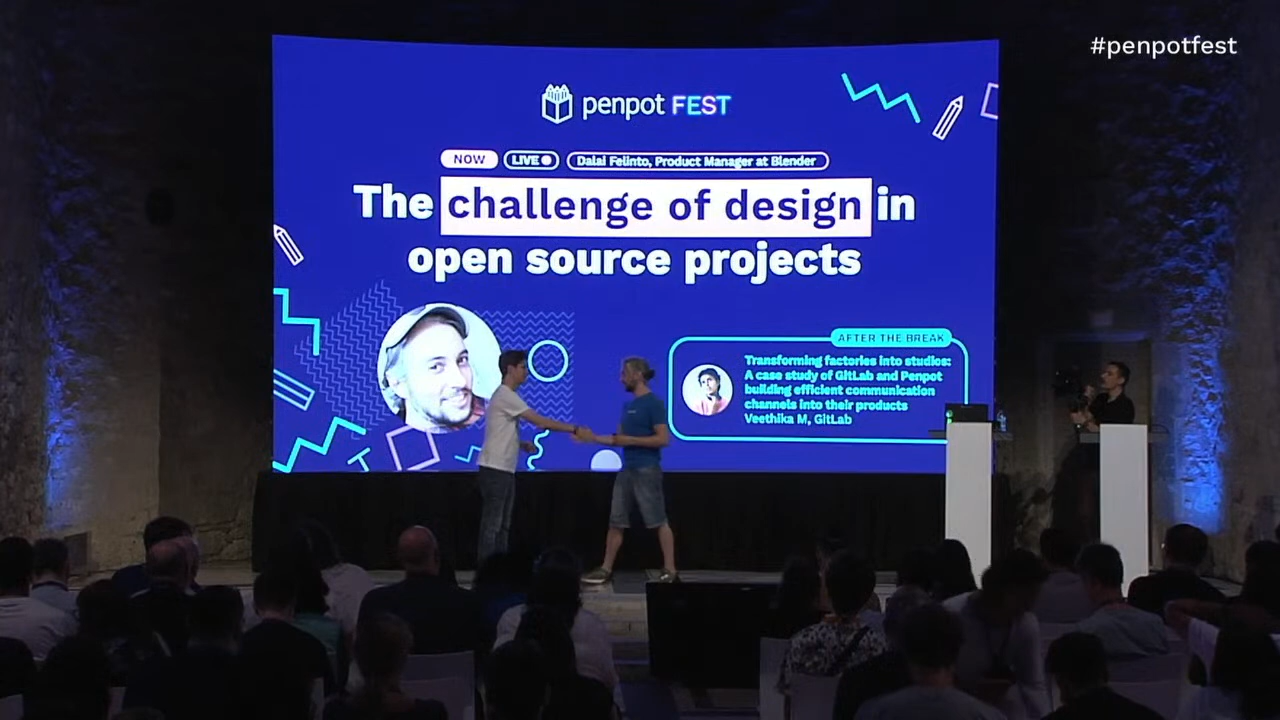 #penpotfest
penpot FEST
NOW LIVE Dalai Felinto, Product Manager at Blender
The challenge of design in
open source projects
AFTER THE BREAK
Transforming factories into studios:
A case study of GitLab and Penpot
building efficient communication
channels into their products
Veethika M, GitLab